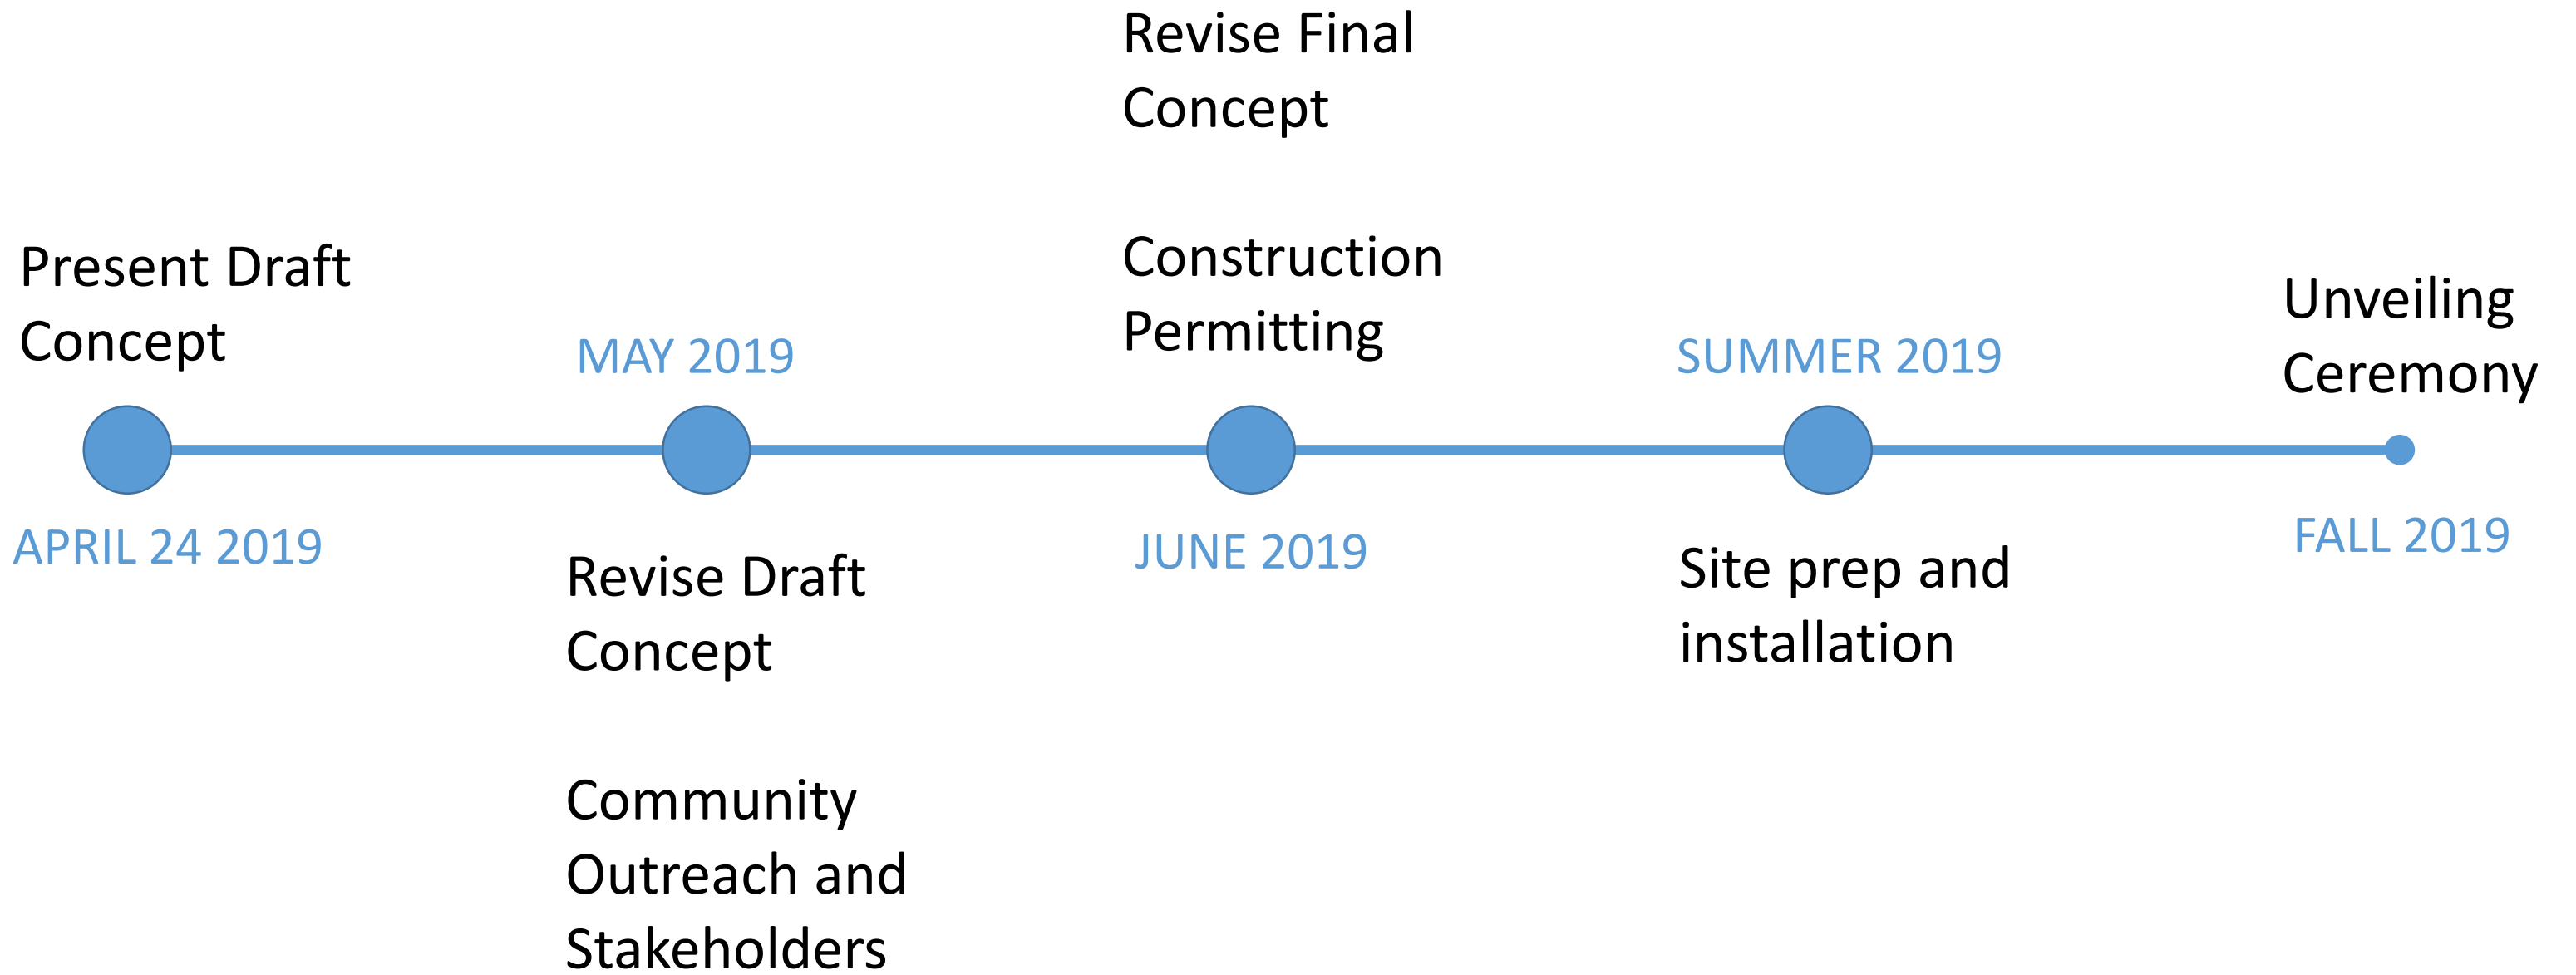 Present Draft
Concept
APRIL 24 2019
MAY 2019
Revise Draft
Concept
Community
Outreach and
Stakeholders
Revise Final
Concept
Construction
Permitting
JUNE 2019
SUMMER 2019
Site prep and
installation
Unveiling
Ceremony
FALL 2019